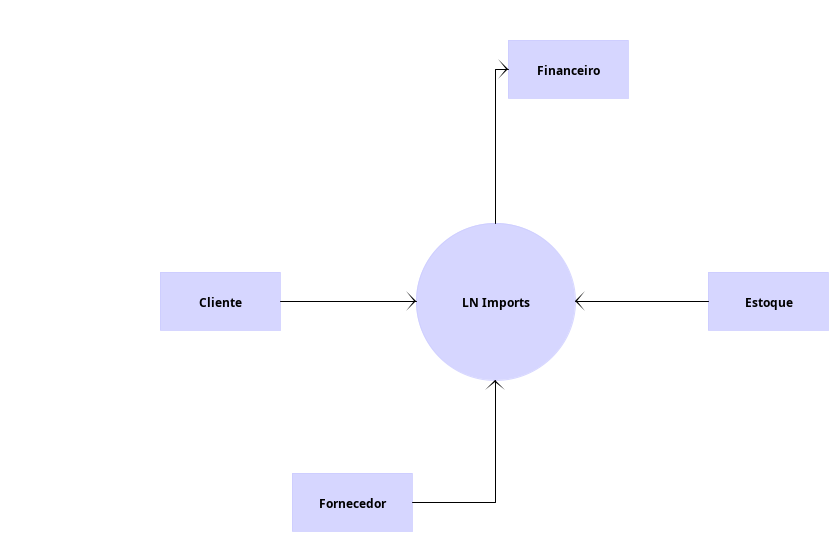 Financeiro
Cliente
LN Imports
Estoque
Fornecedor